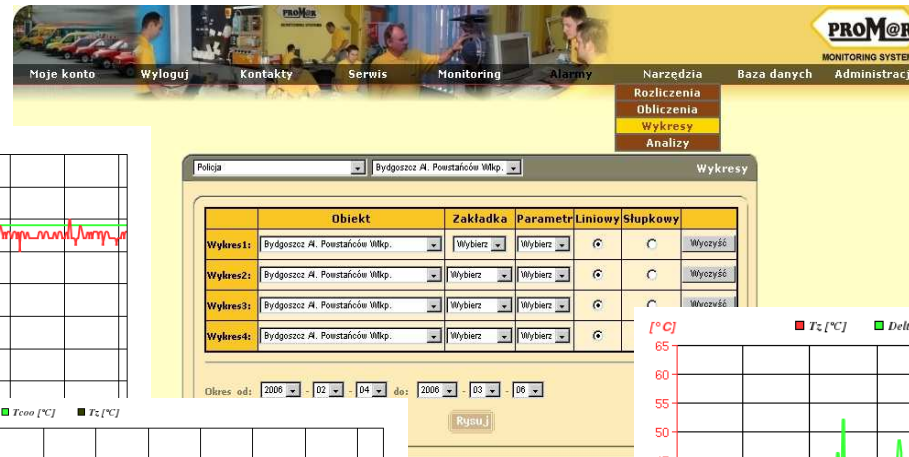 PROM@R
MONITORING SYSTEMS
PROM@R
MONITORING SYSTEM
Moje konto Wyloguj Kontakty Serwis Monitoring Alarmy Narzędzia Baza danych Administracj
Rozliczenia
Obliczenia
Wykresy
Analizy
Policja Bydgoszcz Al. Powstańców Wlkp. Wykresy
Obiekt Zakładka Parametr Liniowy Słupkowy
Wykres1: Bydgoszcz Al. Powstańców Wlkp. Wybierz Wybierz Wyczyść
Wykres2: Bydgoszcz Al. Powstańców Wlkp. Wybierz Wybierz Wyczyść
Wykres3: Bydgoszcz Al. Powstańców Wlkp. Wybierz Wybierz Wyczyść
Wykres4: Bydgoszcz Al. Powstańców Wlkp. Wybierz Wybierz
Okres od: 2006 - 02 - 04 do: 2006 - 03 - 06
Rysuj
Tcoo [°C] Tz [°C]
[°C] Tz [°C] Delt
65
60
55
50